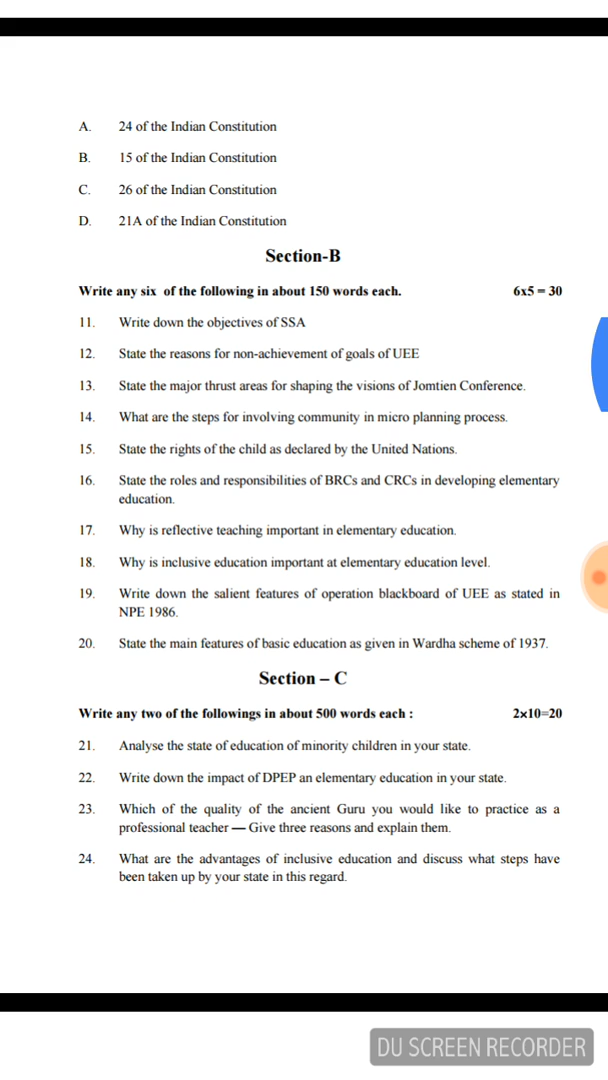 A. 24 of the Indian Constitution
B. 15 of the Indian Constitution
C. 26 of the Indian Constitution
D. 21A of the Indian Constitution
Section-B
Write any six of the following in about 150 words each. 6x5 = 30
11. Write down the objectives of SSA
12. State the reasons for non-achievement of goals of UEE
13. State the major thrust areas for shaping the visions of Jomtien Conference.
14. What are the steps for involving community in micro planning process.
15. State the rights of the child as declared by the United Nations.
16. State the roles and responsibilities of BRCs and CRCs in developing elementary
education.
17. Why is reflective teaching important in elementary education.
18. Why is inclusive education important at elementary education level.
19. Write down the salient features of operation blackboard of UEE as stated in
NPE 1986.
20. State the main features of basic education as given in Wardha scheme of 1937.
Section – C
Write any two of the followings in about 500 words each : 2×10=20
21. Analyse the state of education of minority children in your state.
22. Write down the impact of DPEP an elementary education in your state.
23. Which of the quality of the ancient Guru you would like to practice as a
professional teacher — Give three reasons and explain them.
24. What are the advantages of inclusive education and discuss what steps have
been taken up by your state in this regard.
DU SCREEN RECORDER